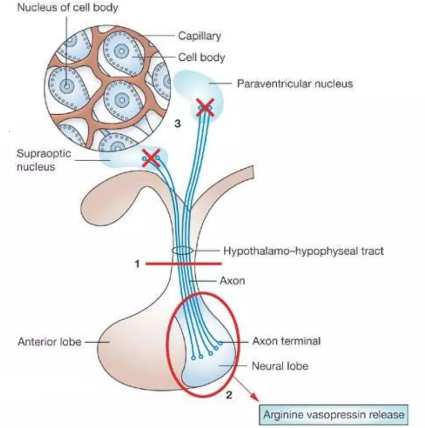 Nucleus of cell body
Capillary
Cell body
Paraventricular nucleus
3
Supraoptic
nucleus
Hypothalamo–hypophyseal tract
1
Axon
Anterior lobe
Axon terminal
Neural lobe
2
Arginine vasopressin release